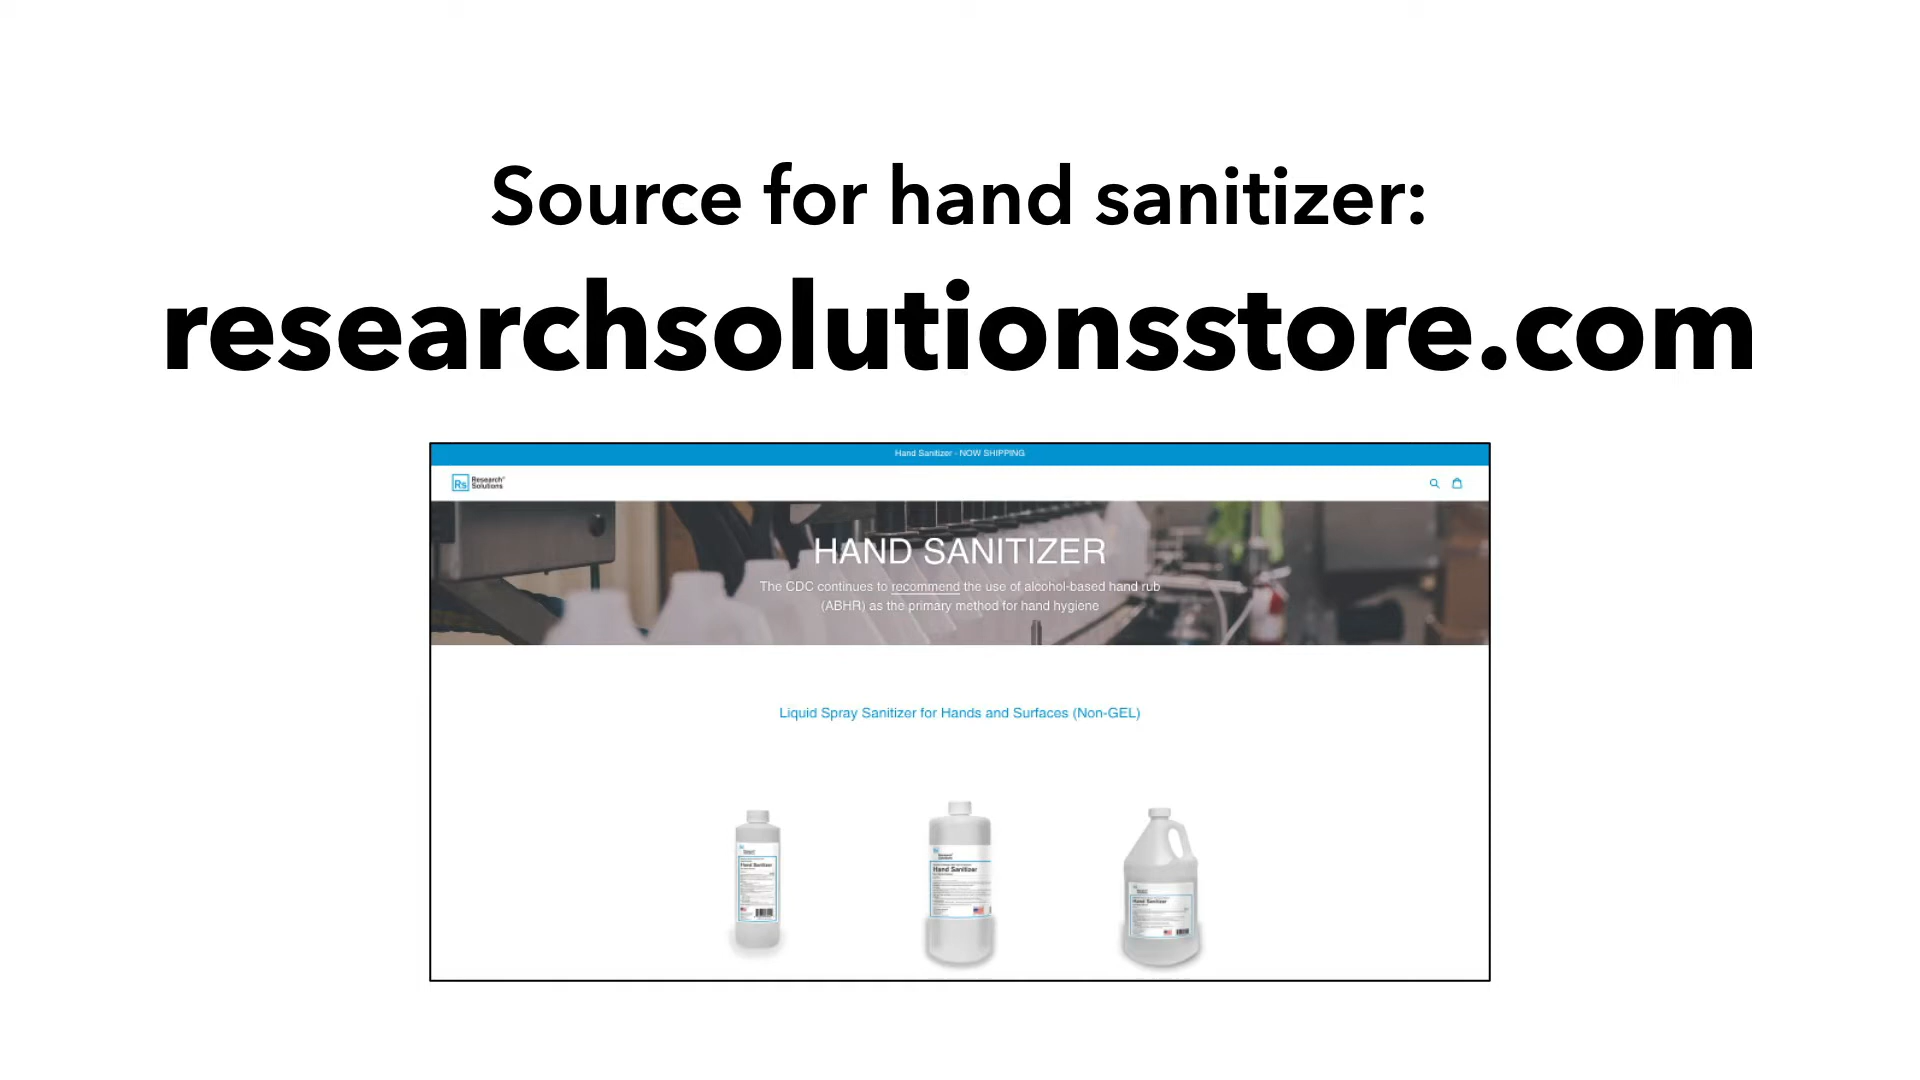 Source for hand sanitizer:
researchsolutionsstore.com
Hand Sanitizer - NOW SHIPPING
Rs Research
Solutions
HAND SANITIZER
The CDC continues to recommend the use of alcohol-based hand rub
(ABHR) as the primary method for hand hygiene
Liquid Spray Sanitizer for Hands and Surfaces (Non-GEL)
Hand Sanitizer
Hand Sanitizer
Hand Sanitizer